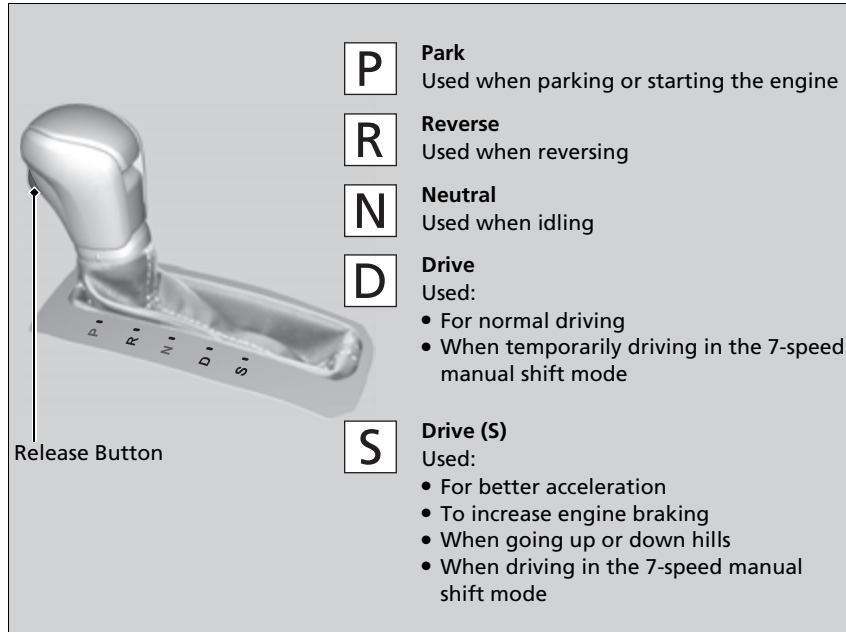 P
Park
Used when parking or starting the engine
R
Reverse
Used when reversing
N
Neutral
Used when idling
D
Drive
Used:
• For normal driving
• When temporarily driving in the 7-speed
manual shift mode
S
Drive (S)
Used:
• For better acceleration
• To increase engine braking
• When going up or down hills
• When driving in the 7-speed manual
shift mode
P
R
N
D
S
Release Button